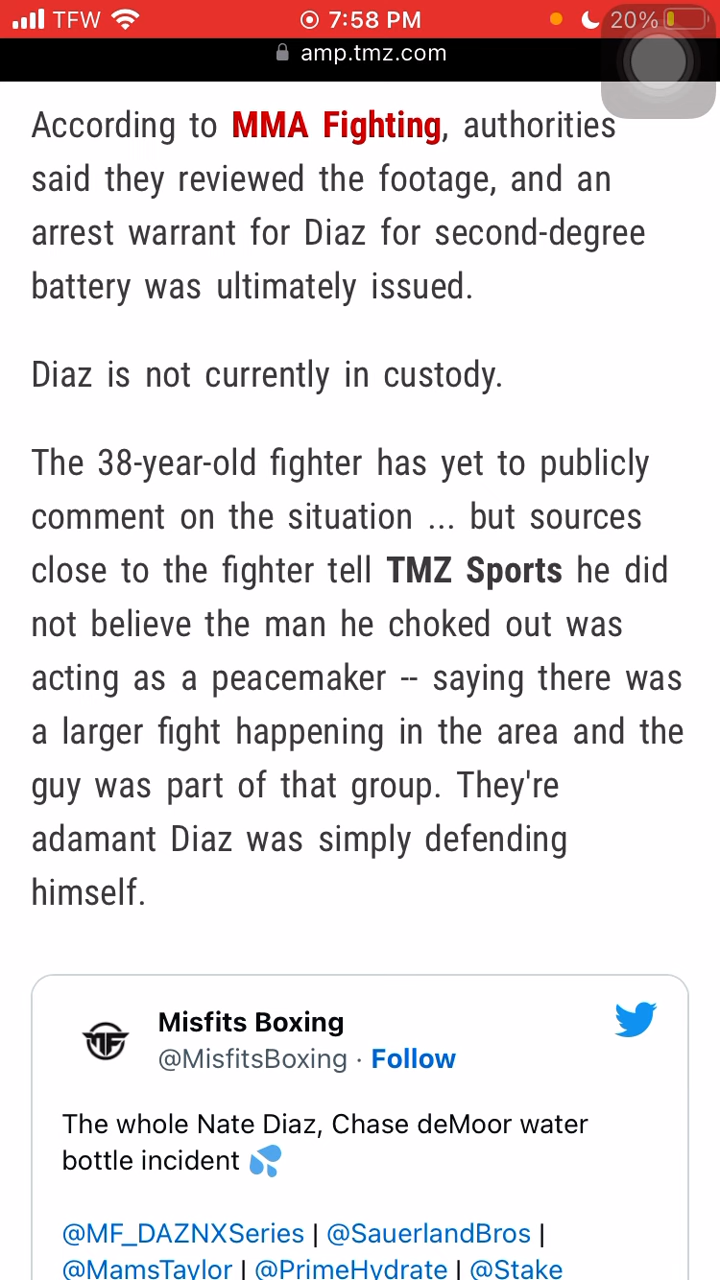 TFW 7:58 PM 20%
amp.tmz.com
According to MMA Fighting, authorities
said they reviewed the footage, and an
arrest warrant for Diaz for second-degree
battery was ultimately issued.
Diaz is not currently in custody.
The 38-year-old fighter has yet to publicly
comment on the situation ... but sources
close to the fighter tell TMZ Sports he did
not believe the man he choked out was
acting as a peacemaker -- saying there was
a larger fight happening in the area and the
guy was part of that group. They're
adamant Diaz was simply defending
himself.
MF
Misfits Boxing
@MisfitsBoxing · Follow
The whole Nate Diaz, Chase deMoor water
bottle incident 💦
@MF_DAZNXSeries | @SauerlandBros |
@MamsTaylor | @PrimeHydrate | @Stake